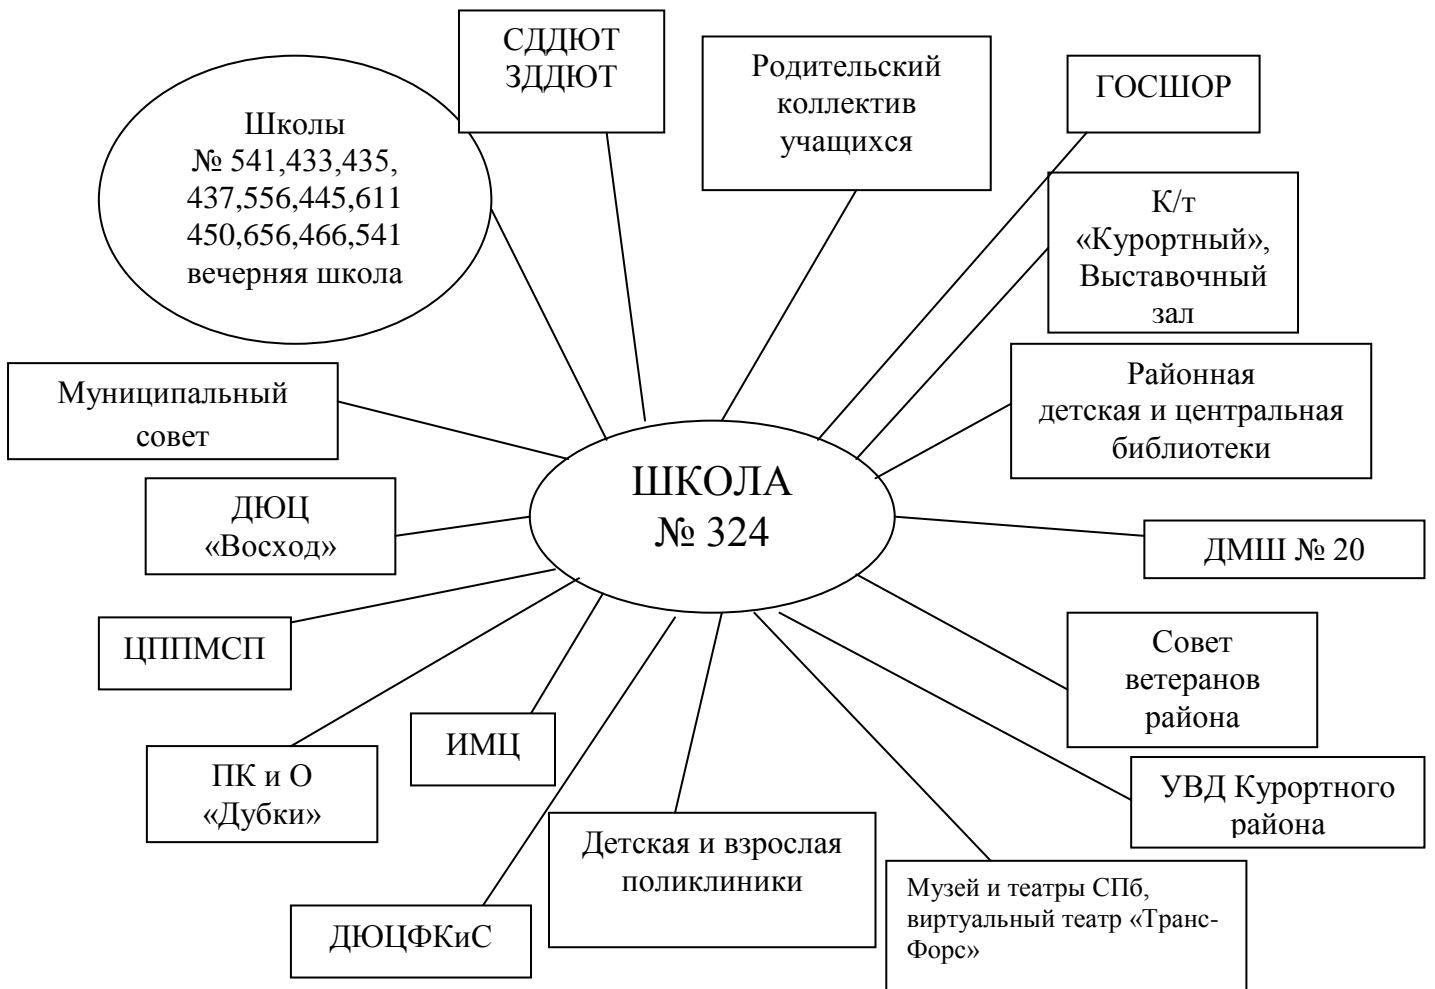 СДДЮТ
ЗДДЮТ
Родительский
коллектив
учащихся
ГОСШОР
Школы
№ 541,433,435,
437,556,445,611
450,656,466,541
вечерняя школа
К/т
«Курортный»,
Выставочный
зал
Муниципальный
совет
Районная
детская и центральная
библиотеки
ШКОЛА
№ 324
ДЮЦ
«Восход»
ДМШ № 20
ЦППМСП
Совет
ветеранов
района
ИМЦ
ПК и О
«Дубки»
УВД Курортного
района
Детская и взрослая
поликлиники
Музей и театры СПб,
виртуальный театр «Транс-
Форс»
ДЮЦФКиС